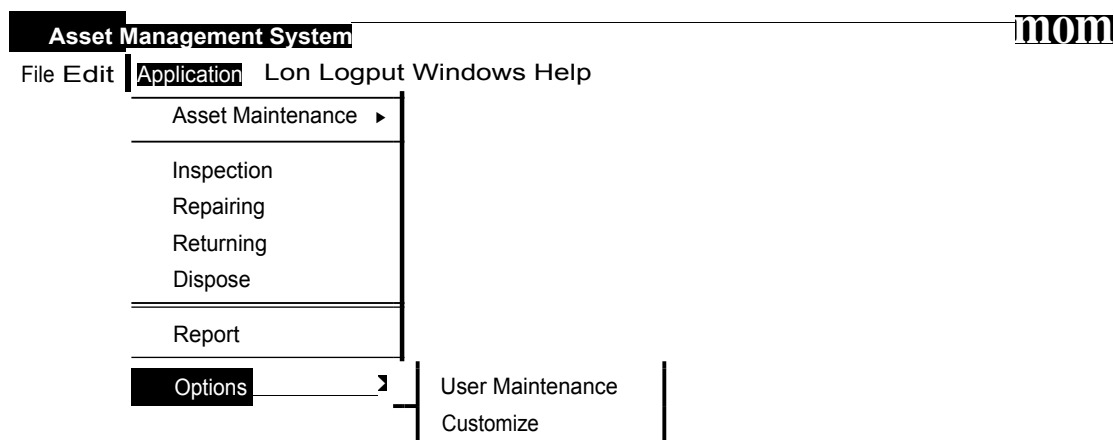 Asset Management System mom
File Edit Application Lon Logput Windows Help
Asset Maintenance ▶
Inspection
Repairing
Returning
Dispose
Report
Options
User Maintenance
Customize